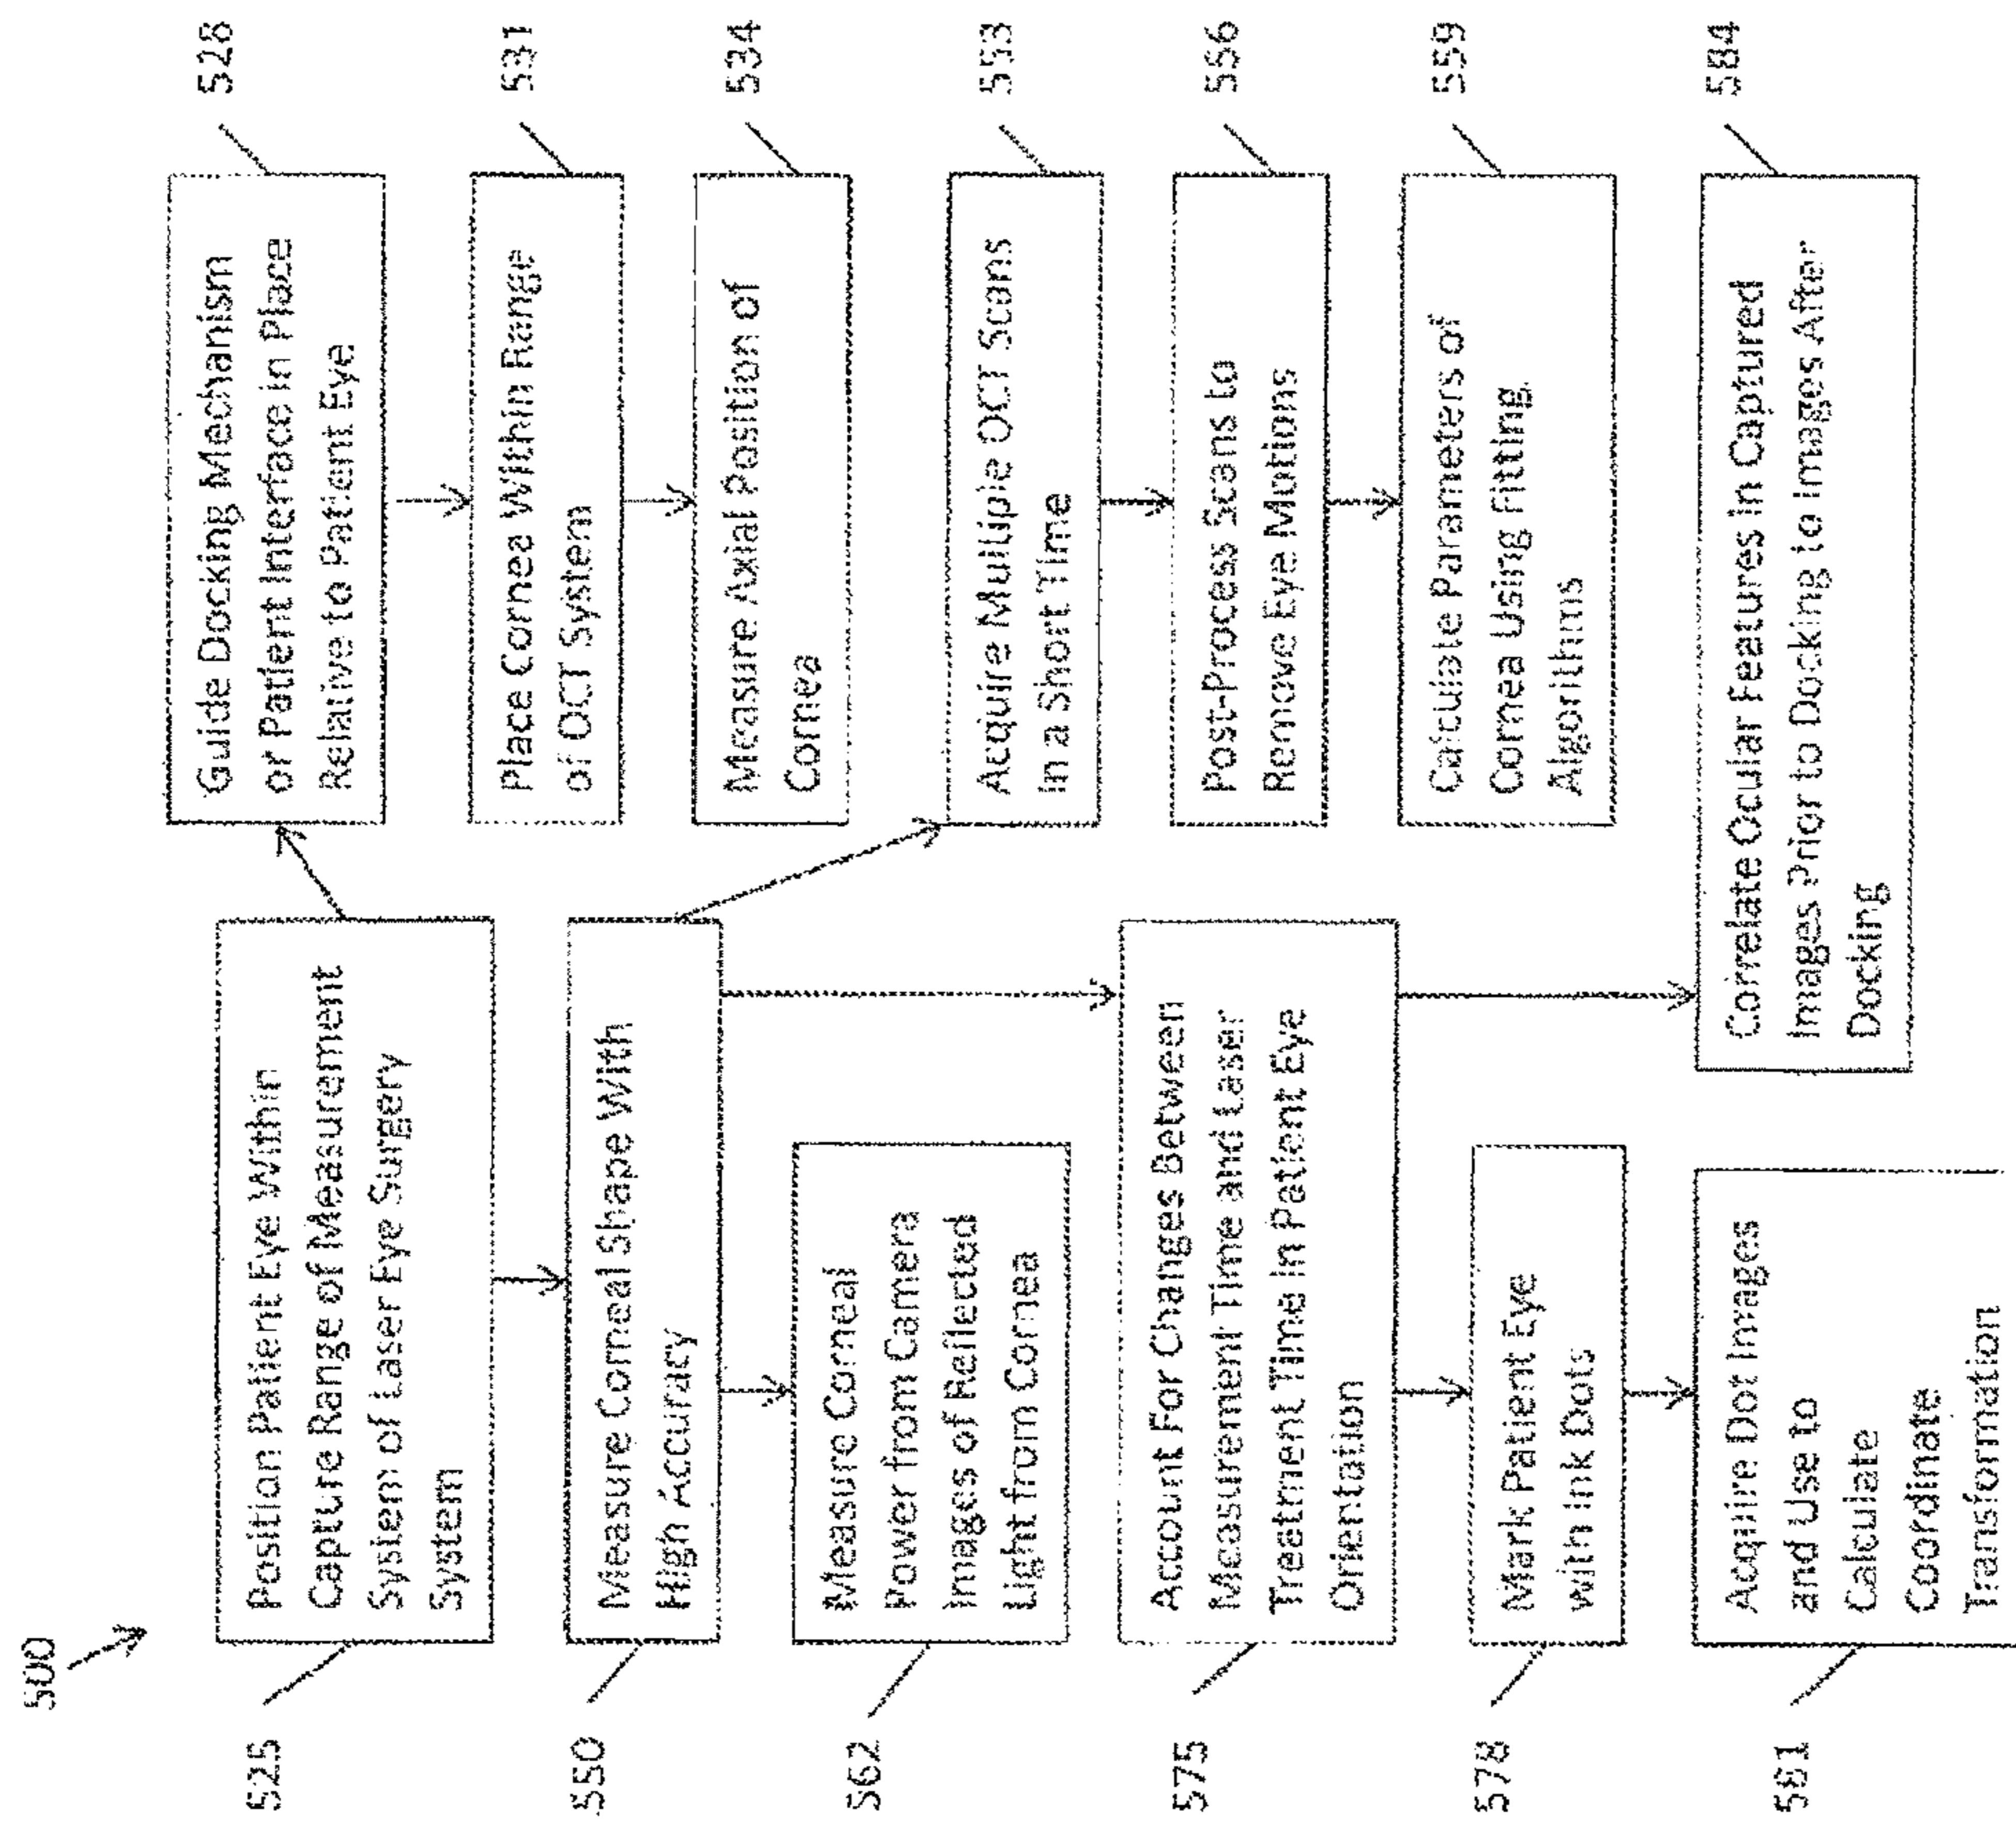 500
525
Position Patient Eye Within
Capture Range of Measurement
System of Laser Eye Surgery
System
528
Guide Docking Mechanism
or Patient Interface in Place
Relative to Patient Eye
531
Place Cornea Within Range
of OCT System
534
Measure Axial Position of
Cornea
550
Measure Corneal Shape With
High Accuracy
553
Acquire Multiple OCT Scans
in a Short Time
556
Post-Process Scans to
Remove Eye Motions
559
Calculate Parameters of
Cornea Using Fitting
Algorithms
562
Measure Corneal
Power from Camera
Images of Reflected
Light from Cornea
575
Account For Changes Between
Measurement Time and Laser
Treatment Time in Patient Eye
Orientation
578
Mark Patient Eye
with Ink Dots
581
Acquire Dot Images
and Use to
Calculate
Coordinate
Transformation
584
Correlate Ocular Features in Captured
Images Prior to Docking to Images After
Docking